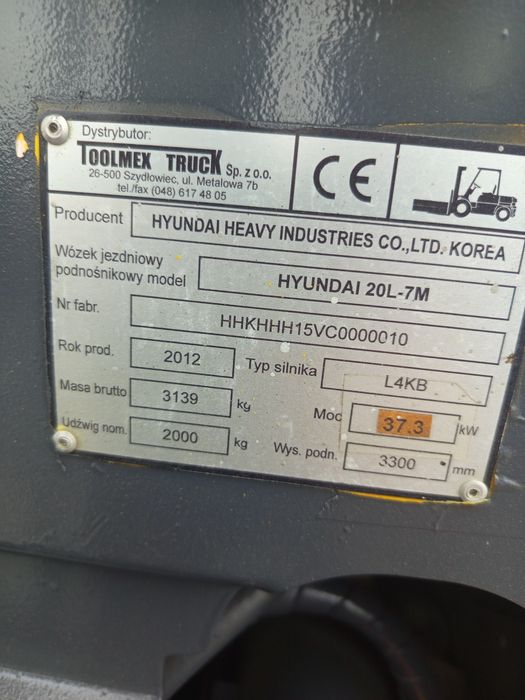 Dystrybutor:
TOOLMEX TRUCK Sp. z o.o.
26-500 Szydłowiec, ul. Metalowa 7b
tel./fax (048) 617 48 05
CE
Producent HYUNDAI HEAVY INDUSTRIES CO.,LTD. KOREA
Wózek jezdniowy
podnośnikowy model HYUNDAI 20L-7M
Nr fabr. HHKHHH15VC0000010
Rok prod. 2012 Typ silnika L4KB
Masa brutto 3139 kg Moc 37.3 kW
Udźwig nom. 2000 kg Wys. podn. 3300 mm